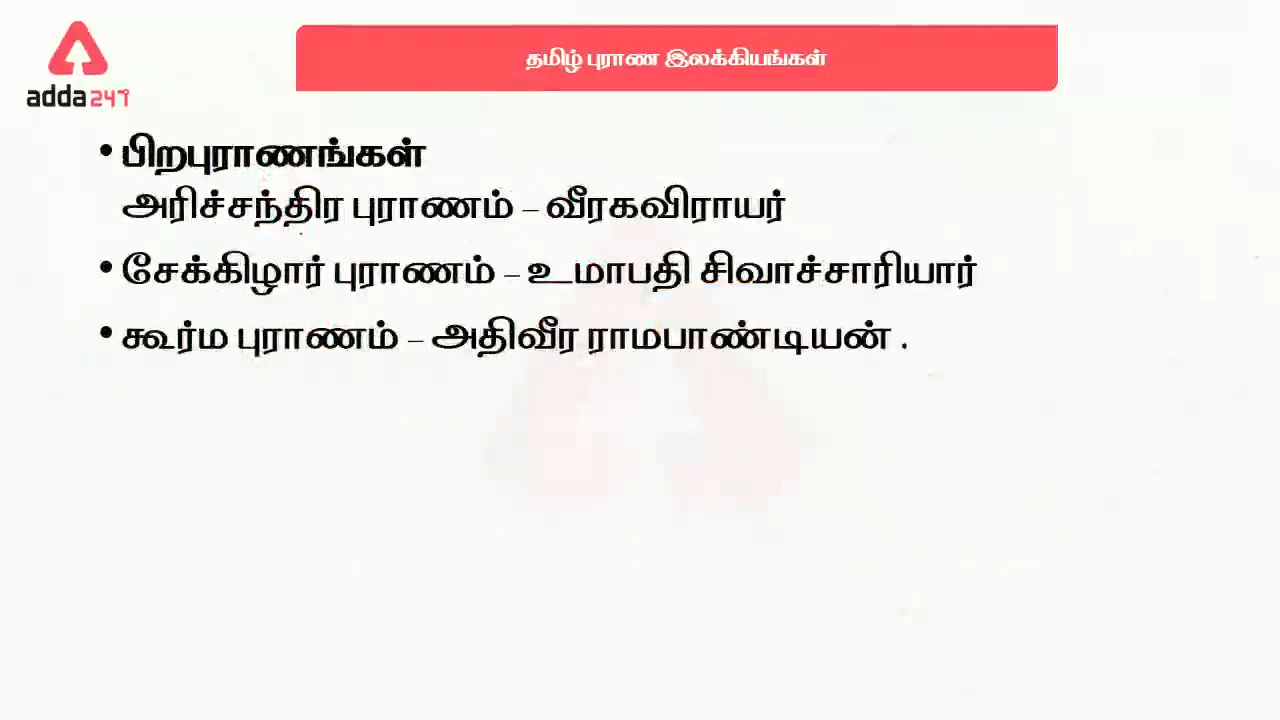 adda247
தமிழ் புராண இலக்கியங்கள்
• பிறபுராணங்கள்
அரிச்சந்திர புராணம் – வீரகவிராயர்
• சேக்கிழார் புராணம் – உமாபதி சிவாச்சாரியார்
• கூர்ம புராணம் – அதிவீர ராமபாண்டியன் .